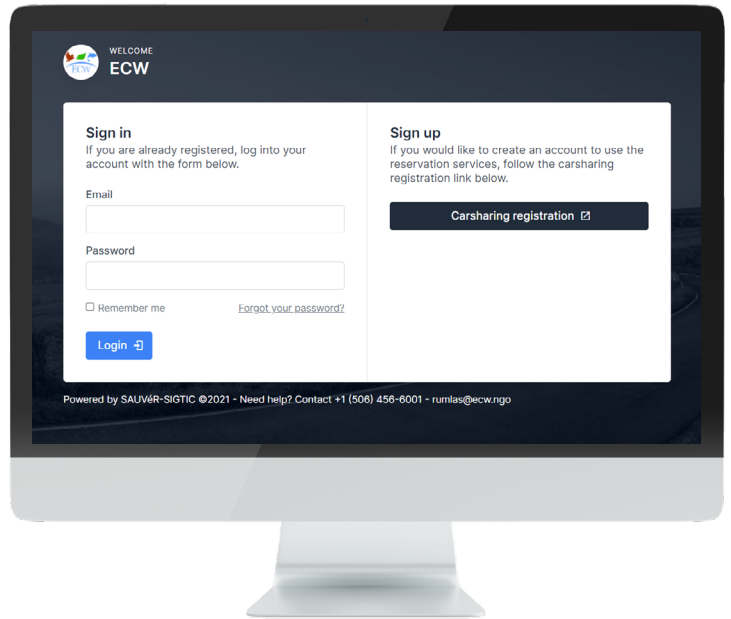 WELCOME
ECW
ECW
Sign in
If you are already registered, log into your
account with the form below.
Email
Password
Remember me
Forgot your password?
Login
Sign up
If you would like to create an account to use the
reservation services, follow the carsharing
registration link below.
Carsharing registration
Powered by SAUVéR-SIGTIC ©2021 - Need help? Contact +1 (506) 456-6001 - rumlas@ecw.ngo